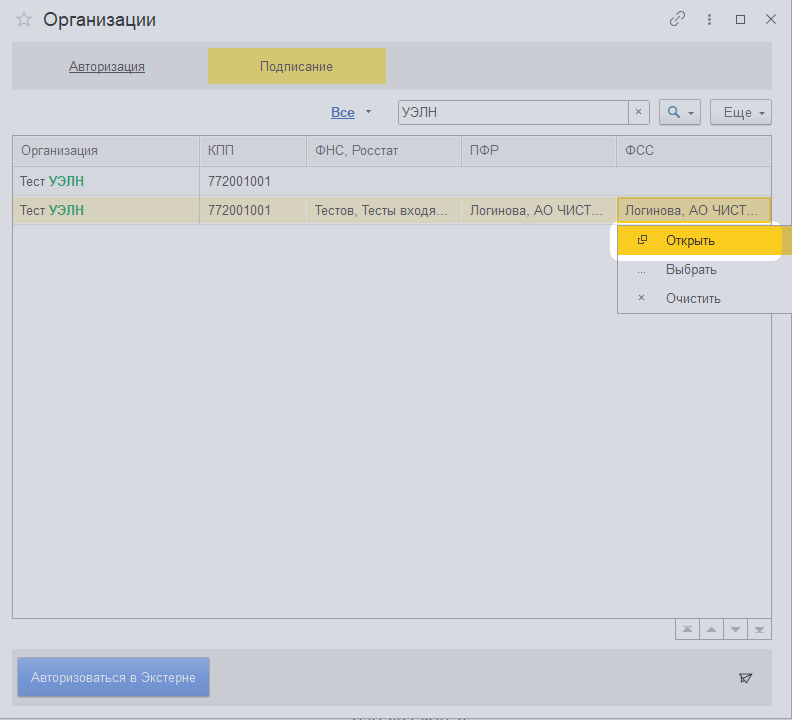 Организации
Авторизация Подписание
Все УЭЛН × Еще
Организация КПП ФНС, Росстат ПФР ФСС
Тест УЭЛН 772001001
Тест УЭЛН 772001001 Тестов, Тесты входя... Логинова, АО ЧИСТ... Логинова, АО ЧИСТ...
Открыть
... Выбрать
× Очистить
Авторизоваться в Экстерне